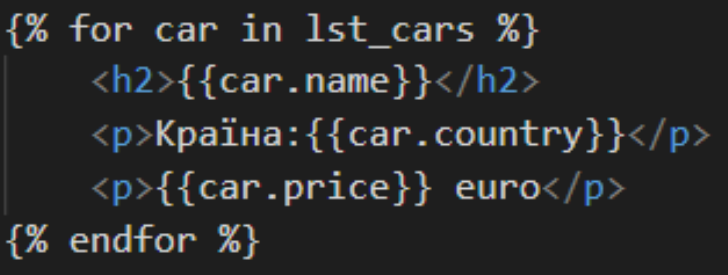 {% for car in lst_cars %}
<h2>{{car.name}}</h2>
<p>Країна:{{car.country}}</p>
<p>{{car.price}} euro</p>
{% endfor %}